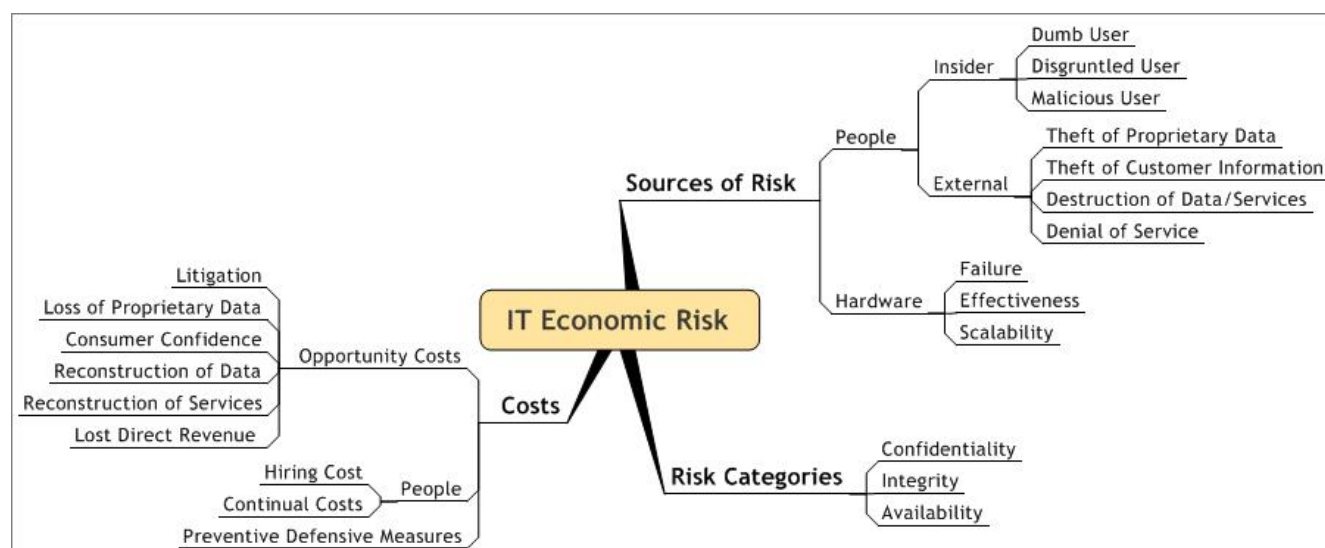 IT Economic Risk
Sources of Risk
People
Insider
Dumb User
Disgruntled User
Malicious User
External
Theft of Proprietary Data
Theft of Customer Information
Destruction of Data/Services
Denial of Service
Hardware
Failure
Effectiveness
Scalability
Risk Categories
Confidentiality
Integrity
Availability
Costs
Opportunity Costs
Litigation
Loss of Proprietary Data
Consumer Confidence
Reconstruction of Data
Reconstruction of Services
Lost Direct Revenue
People
Hiring Cost
Continual Costs
Preventive Defensive Measures